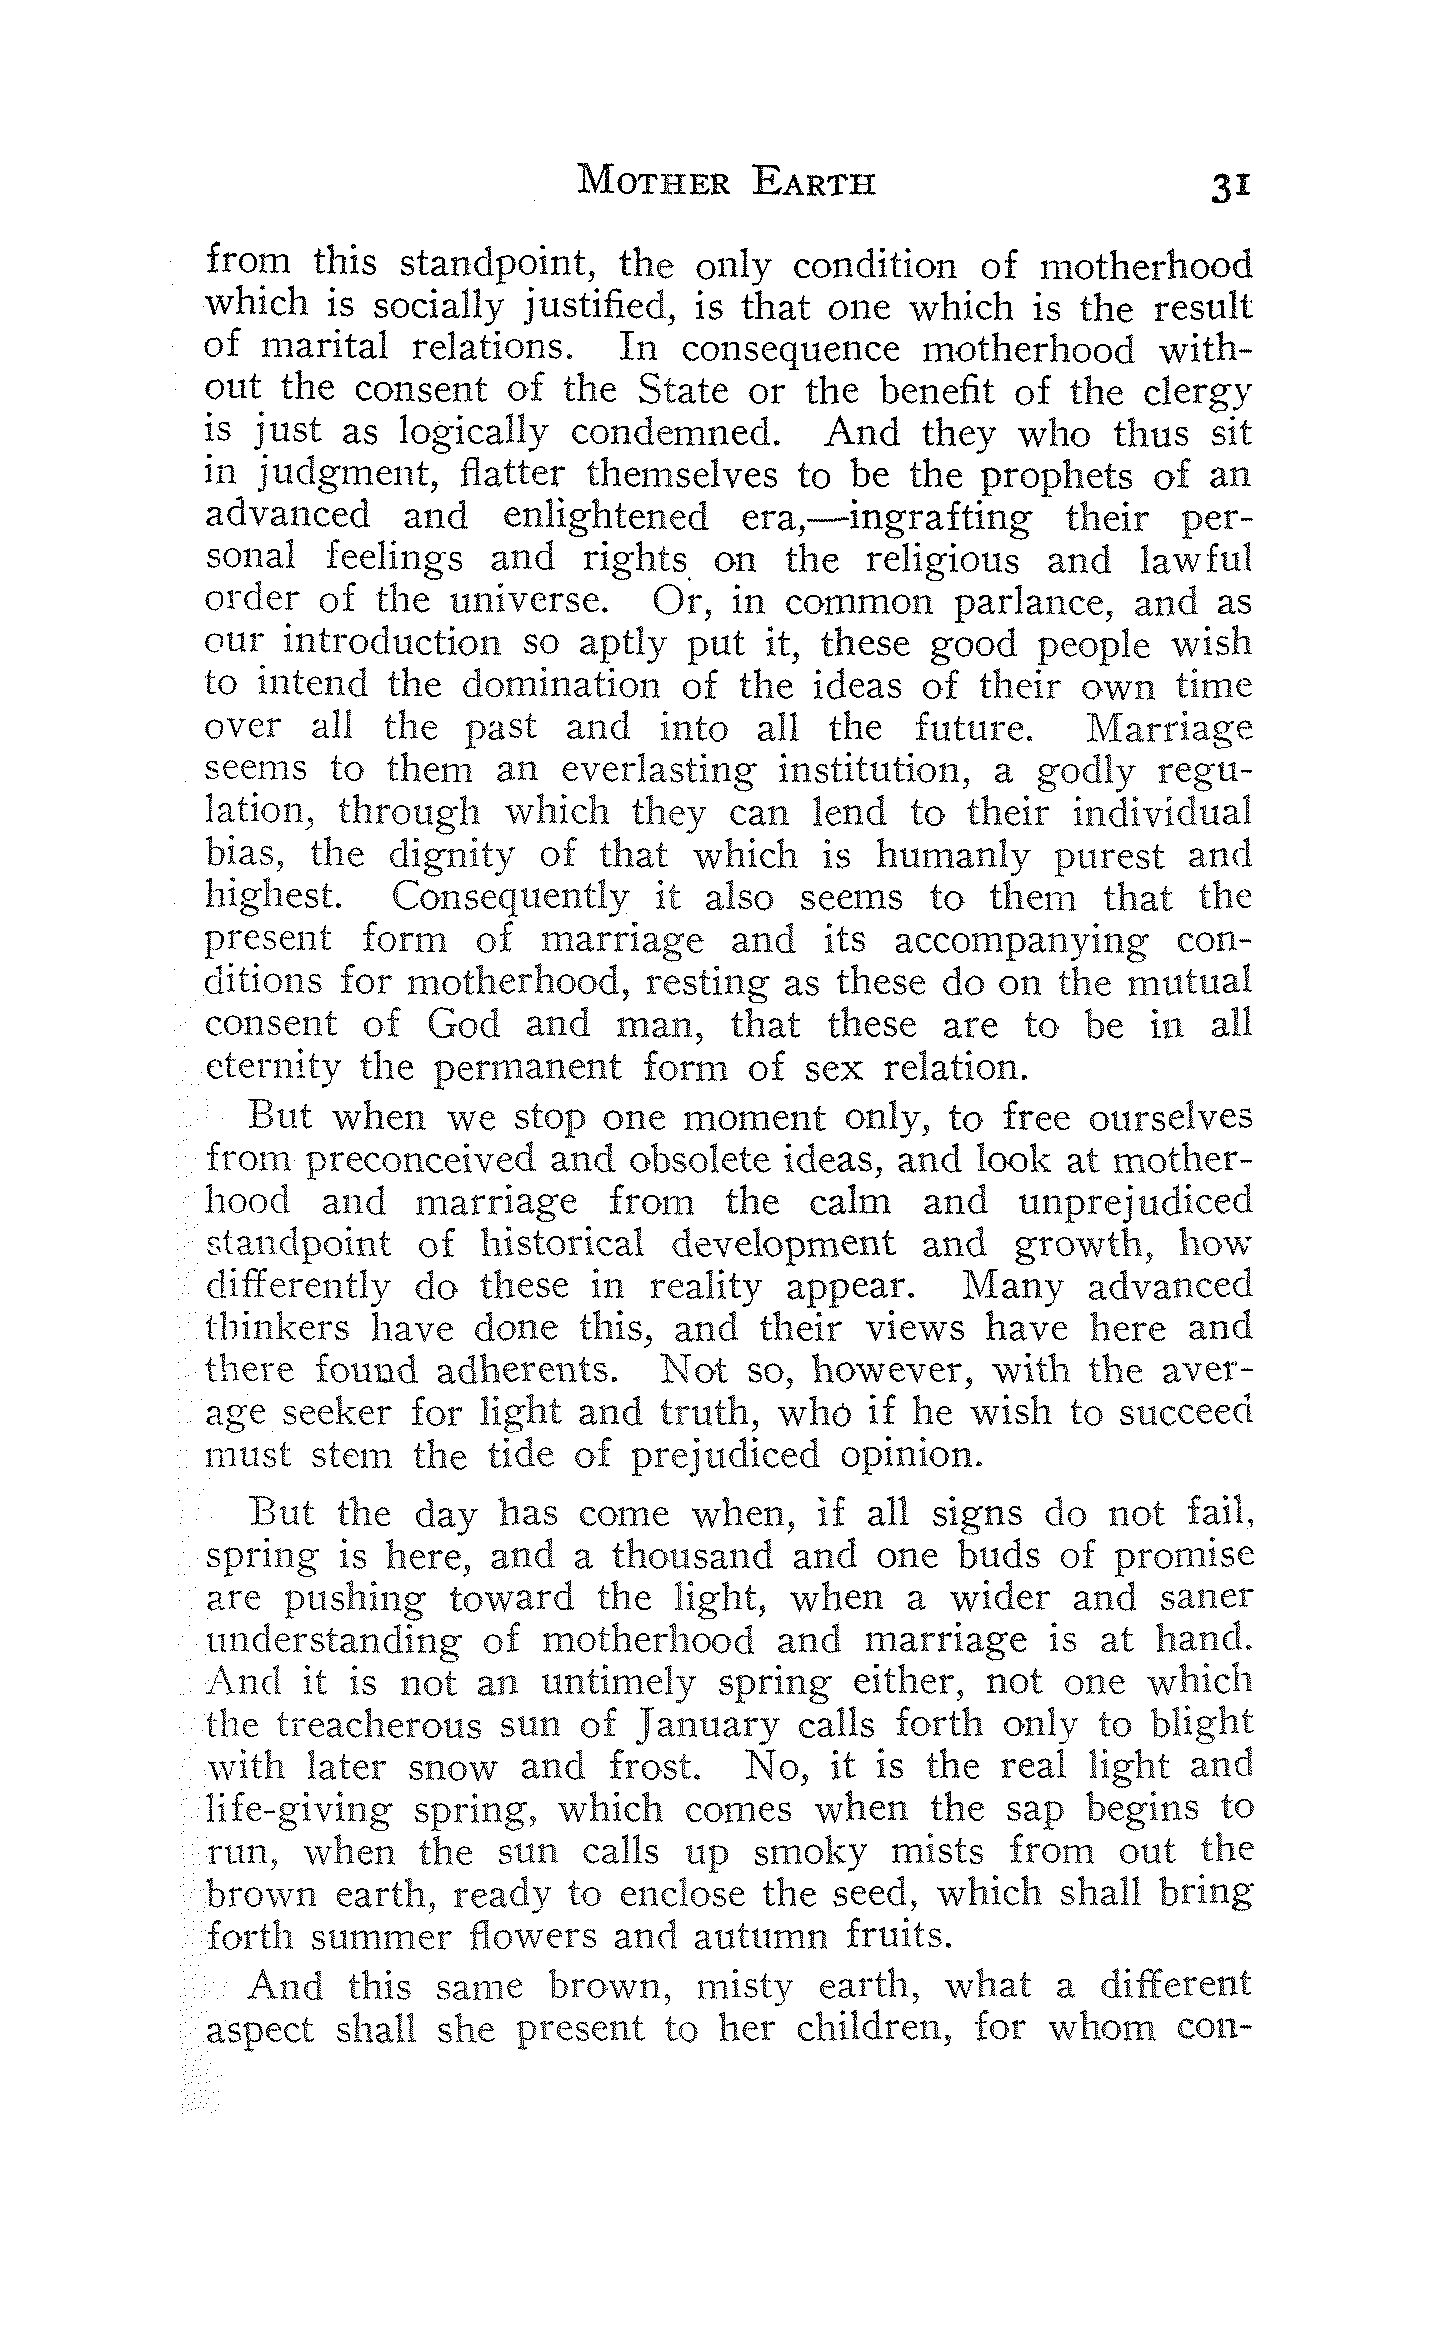 MOTHER EARTH 31
from this standpoint, the only condition of motherhood
which is socially justified, is that one which is the result
of marital relations. In consequence motherhood with-
out the consent of the State or the benefit of the clergy
is just as logically condemned. And they who thus sit
in judgment, flatter themselves to be the prophets of an
advanced and enlightened era,—ingrafting their per-
sonal feelings and rights on the religious and lawful
order of the universe. Or, in common parlance, and as
our introduction so aptly put it, these good people wish
to intend the domination of the ideas of their own time
over all the past and into all the future. Marriage
seems to them an everlasting institution, a godly regu-
lation, through which they can lend to their individual
bias, the dignity of that which is humanly purest and
highest. Consequently it also seems to them that the
present form of marriage and its accompanying con-
ditions for motherhood, resting as these do on the mutual
consent of God and man, that these are to be in all
eternity the permanent form of sex relation.
But when we stop one moment only, to free ourselves
from preconceived and obsolete ideas, and look at mother-
hood and marriage from the calm and unprejudiced
standpoint of historical development and growth, how
differently do these in reality appear. Many advanced
thinkers have done this, and their views have here and
there found adherents. Not so, however, with the aver-
age seeker for light and truth, who if he wish to succeed
must stem the tide of prejudiced opinion.
But the day has come when, if all signs do not fail,
spring is here, and a thousand and one buds of promise
are pushing toward the light, when a wider and saner
understanding of motherhood and marriage is at hand.
And it is not an untimely spring either, not one which
the treacherous sun of January calls forth only to blight
with later snow and frost. No, it is the real light and
life-giving spring, which comes when the sap begins to
run, when the sun calls up smoky mists from out the
brown earth, ready to enclose the seed, which shall bring
forth summer flowers and autumn fruits.
And this same brown, misty earth, what a different
aspect shall she present to her children, for whom con-